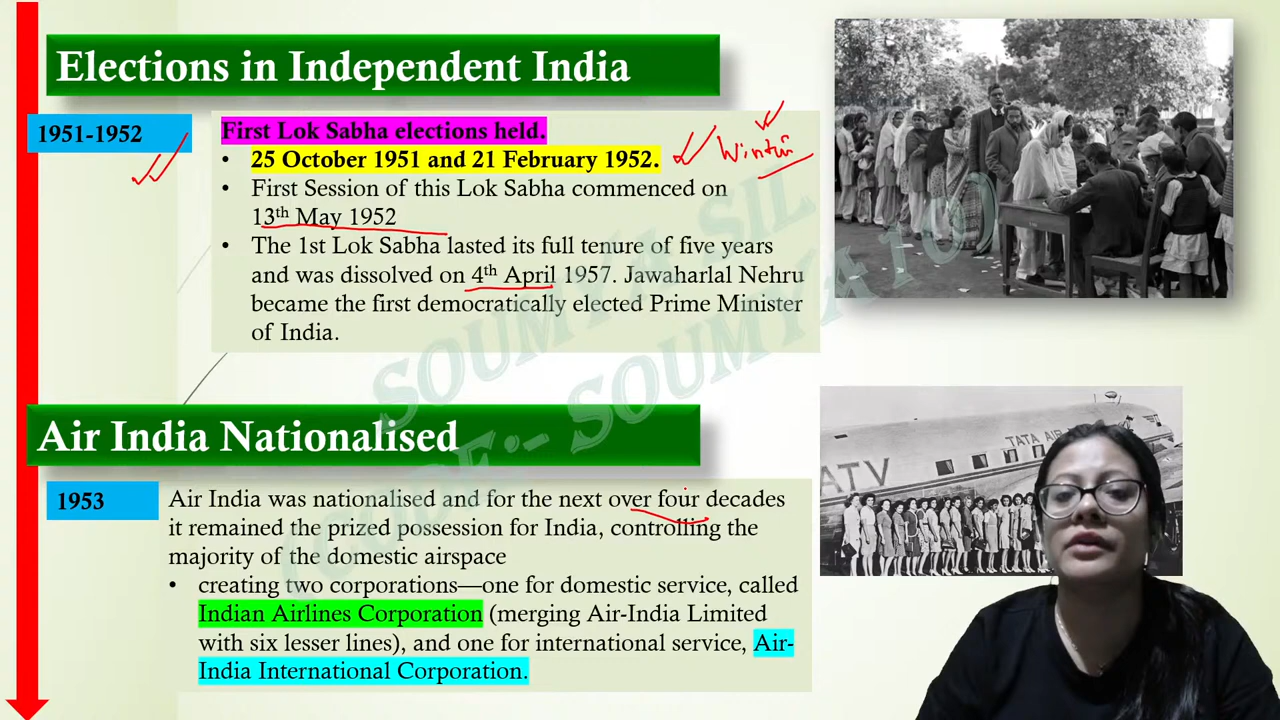 Elections in Independent India
1951-1952
First Lok Sabha elections held.
• 25 October 1951 and 21 February 1952.
Winter
• First Session of this Lok Sabha commenced on
13th May 1952
• The 1st Lok Sabha lasted its full tenure of five years
and was dissolved on 4th April 1957. Jawaharlal Nehru
became the first democratically elected Prime Minister
of India.
Air India Nationalised
1953
Air India was nationalised and for the next over four decades
it remained the prized possession for India, controlling the
majority of the domestic airspace
• creating two corporations—one for domestic service, called
Indian Airlines Corporation (merging Air-India Limited
with six lesser lines), and one for international service, Air-
India International Corporation.
TATA AIR
ATV
SOUMYA SIL
(CODE:- SOUMYA10)